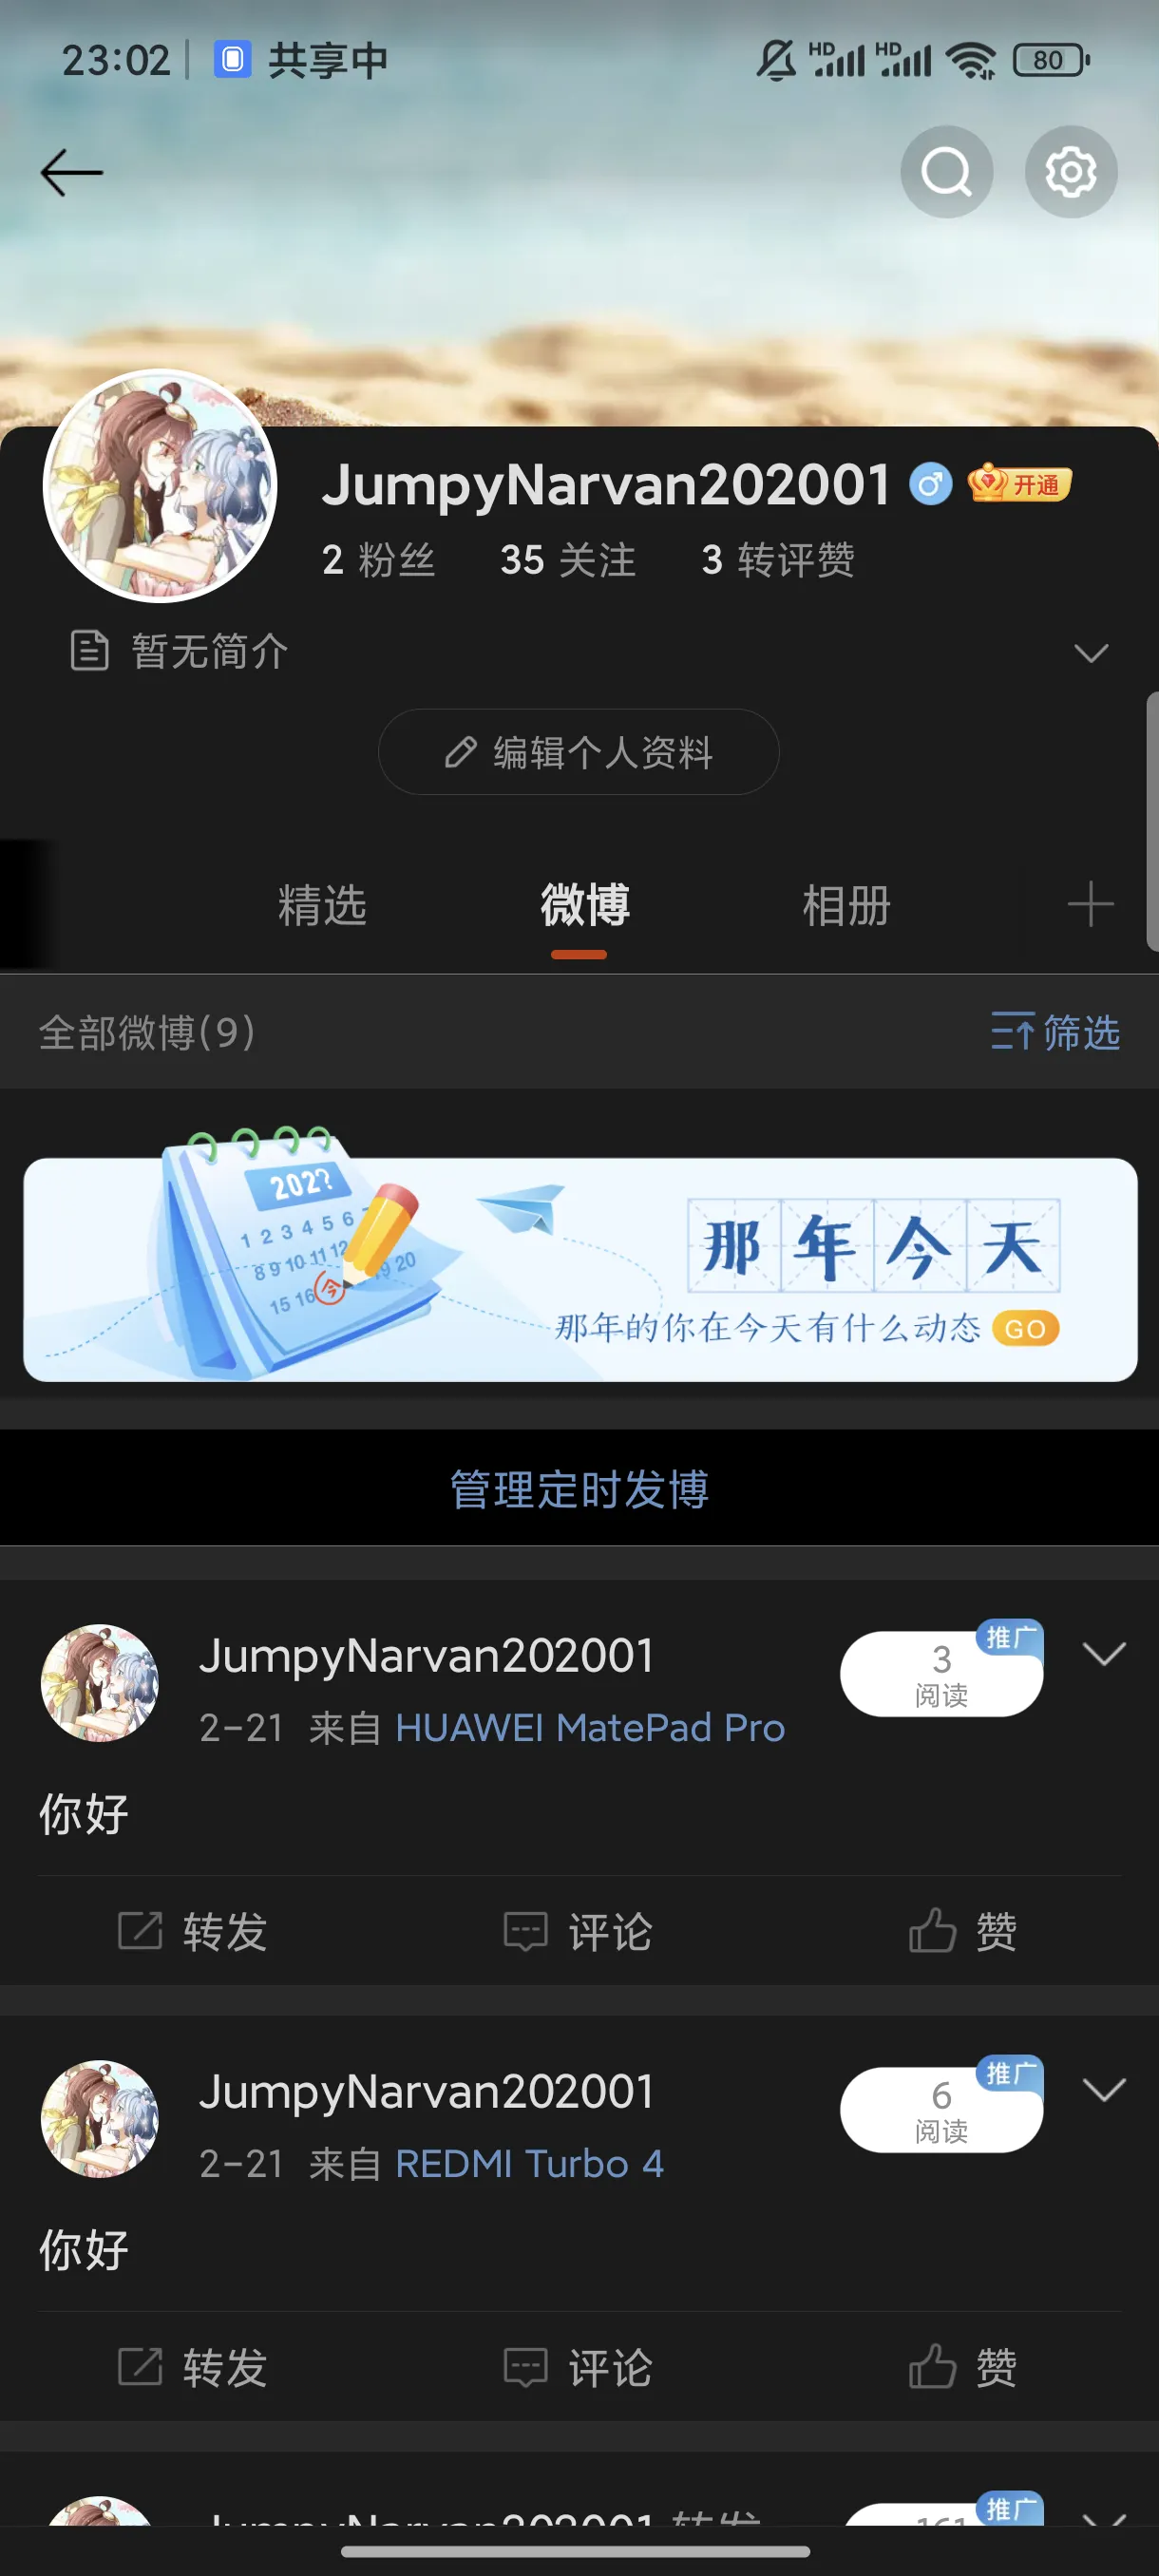 23:02 共享中 HD HD 80
JumpyNarvan202001 开通
2 粉丝 35 关注 3 转评赞
暂无简介
编辑个人资料
精选 微博 相册
全部微博(9) 筛选
202?
1 2 3 4 5 6
8 9 10 11 12 19 20
15 16 今
那年今天
那年的你在今天有什么动态 GO
管理定时发博
JumpyNarvan202001 3 阅读 推广
2-21 来自 HUAWEI MatePad Pro
你好
转发 评论 赞
JumpyNarvan202001 6 阅读 推广
2-21 来自 REDMI Turbo 4
你好
转发 评论 赞
JumpyNarvan202001 转发 161 推广